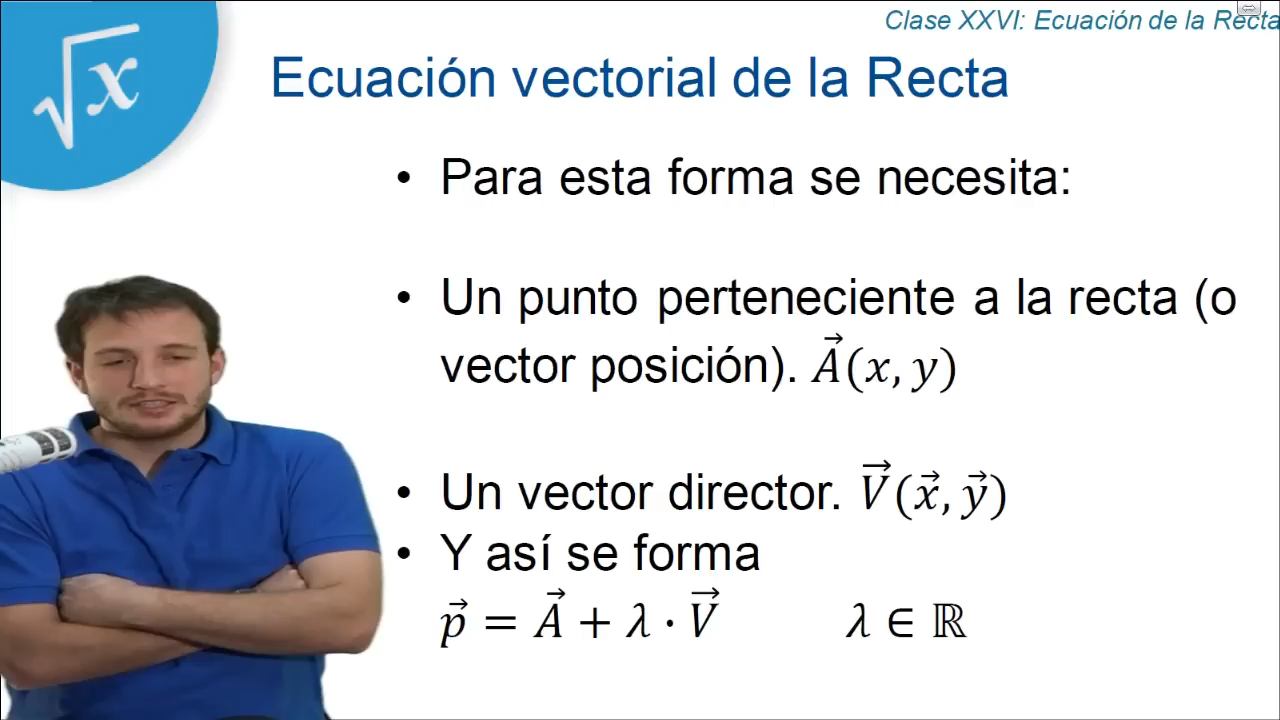 Clase XXVI: Ecuación de la Recta
√x
Ecuación vectorial de la Recta
• Para esta forma se necesita:
• Un punto perteneciente a la recta (o
vector posición). A⃗(x, y)
• Un vector director. V⃗(x⃗, y⃗)
• Y así se forma
p⃗ = A⃗ + λ · V⃗ λ ∈ ℝ